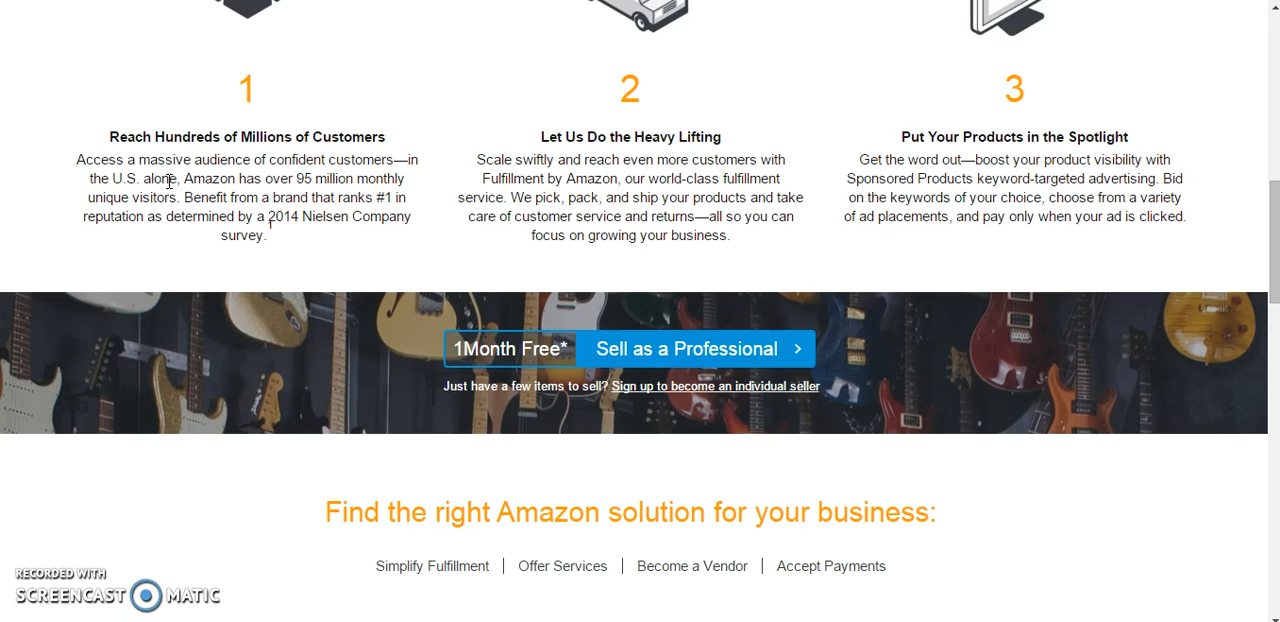 1
Reach Hundreds of Millions of Customers
Access a massive audience of confident customers—in
the U.S. alone, Amazon has over 95 million monthly
unique visitors. Benefit from a brand that ranks #1 in
reputation as determined by a 2014 Nielsen Company
survey.
2
Let Us Do the Heavy Lifting
Scale swiftly and reach even more customers with
Fulfillment by Amazon, our world-class fulfillment
service. We pick, pack, and ship your products and take
care of customer service and returns—all so you can
focus on growing your business.
3
Put Your Products in the Spotlight
Get the word out—boost your product visibility with
Sponsored Products keyword-targeted advertising. Bid
on the keywords of your choice, choose from a variety
of ad placements, and pay only when your ad is clicked.
1Month Free* Sell as a Professional >
Just have a few items to sell? Sign up to become an individual seller
Find the right Amazon solution for your business:
Simplify Fulfillment | Offer Services | Become a Vendor | Accept Payments
RECORDED WITH
SCREENCAST MATIC